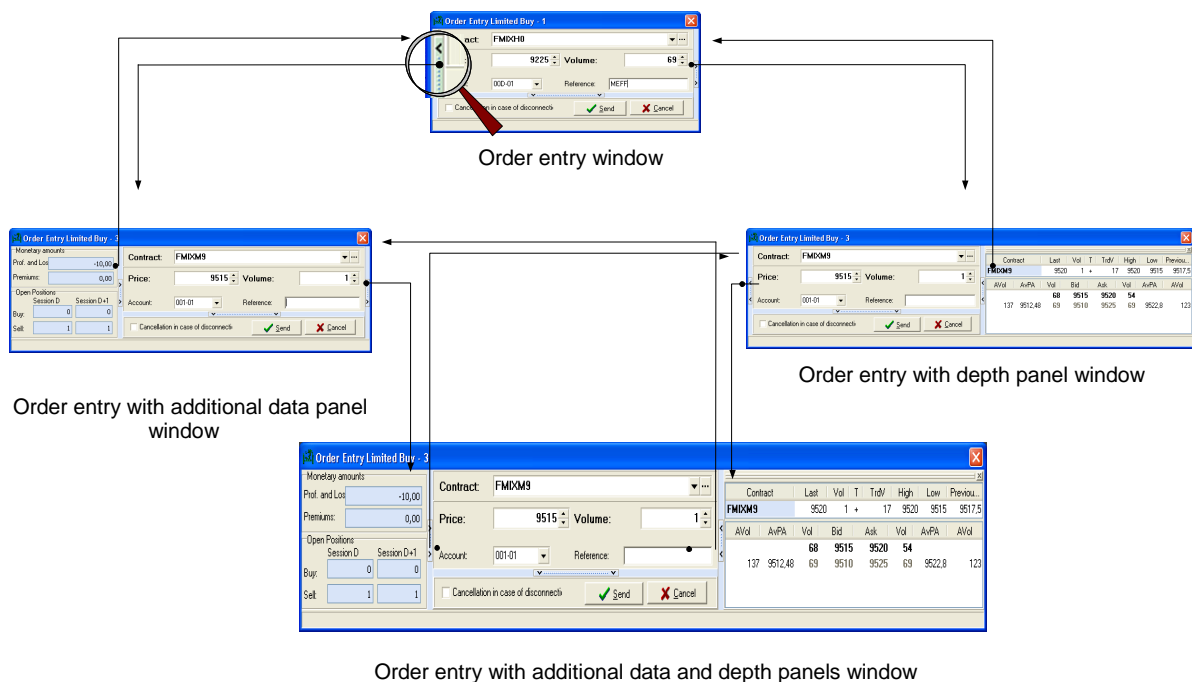 Order Entry Limited Buy - 1
act: FMIXH0
9225 Volume: 69
00D-01 Reference: MEFF
Cancellation in case of disconnecti Send Cancel
Order entry window
Order Entry Limited Buy - 3
Monetary amounts
Contract: FMIXM9
Prof. and Los -10,00
Price: 9515 Volume: 1
Premiums: 0,00
Open Positions
Session D Session D+1
Account: 001-01 Reference:
Buy: 0 0
Sell: 1 1
Cancellation in case of disconnecti Send Cancel
Order entry with additional data panel
window
Order Entry Limited Buy - 3
Contract: FMIXM9
Price: 9515 Volume: 1
Account: 001-01 Reference:
Cancellation in case of disconnecti Send Cancel
Contract Last Vol T TrdV High Low Previou...
FMIXM9 9520 1 + 17 9520 9515 9517,5
AVol AvPA Vol Bid Ask Vol AvPA AVol
68 9515 9520 54
137 9512,48 69 9510 9525 69 9522,8 123
Order entry with depth panel window
Order Entry Limited Buy - 3
Monetary amounts
Prof. and Los -10,00
Premiums: 0,00
Open Positions
Session D Session D+1
Buy: 0 0
Sell: 1 1
Contract: FMIXM9
Price: 9515 Volume: 1
Account: 001-01 Reference:
Cancellation in case of disconnecti Send Cancel
Contract Last Vol T TrdV High Low Previou...
FMIXM9 9520 1 + 17 9520 9515 9517,5
AVol AvPA Vol Bid Ask Vol AvPA AVol
68 9515 9520 54
137 9512,48 69 9510 9525 69 9522,8 123
Order entry with additional data and depth panels window